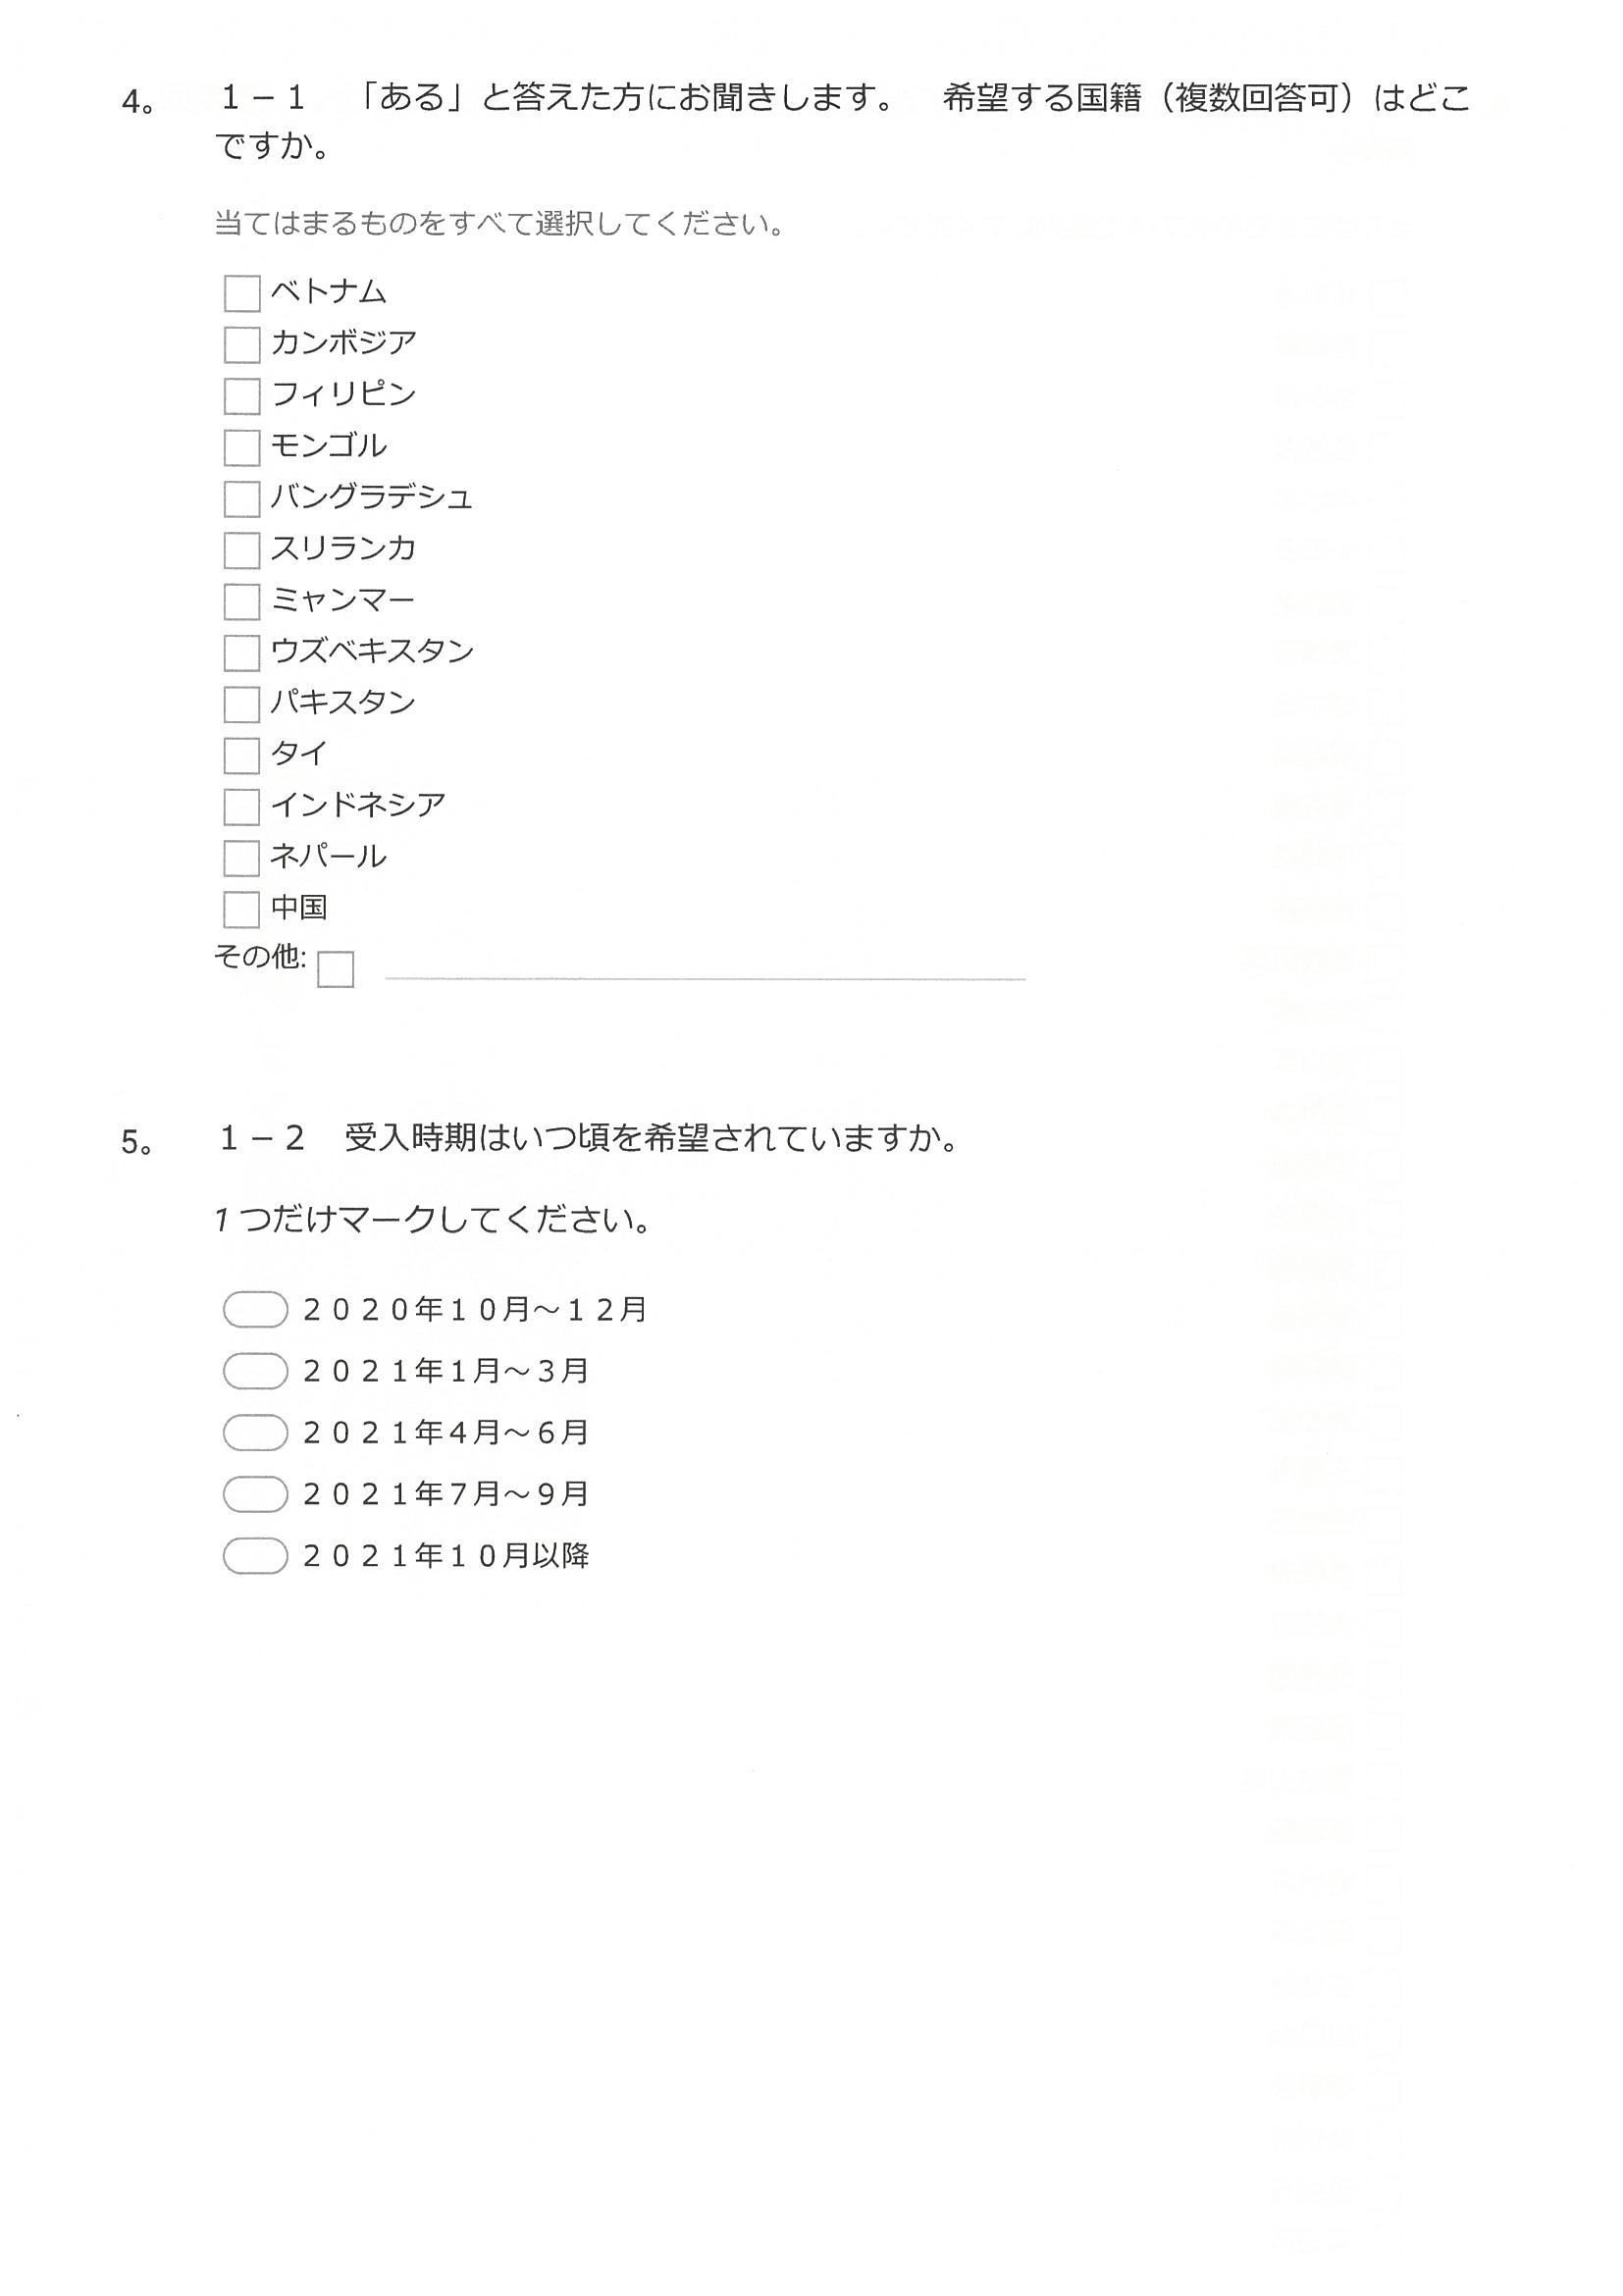 4。 １－１　「ある」と答えた方にお聞きします。　希望する国籍（複数回答可）はどこ
ですか。
当てはまるものをすべて選択してください。
ベトナム
カンボジア
フィリピン
モンゴル
バングラデシュ
スリランカ
ミャンマー
ウズベキスタン
パキスタン
タイ
インドネシア
ネパール
中国
その他:
5。 １－２　受入時期はいつ頃を希望されていますか。
1 つだけマークしてください。
２０２０年１０月～１２月
２０２１年１月～３月
２０２１年４月～６月
２０２１年７月～９月
２０２１年１０月以降